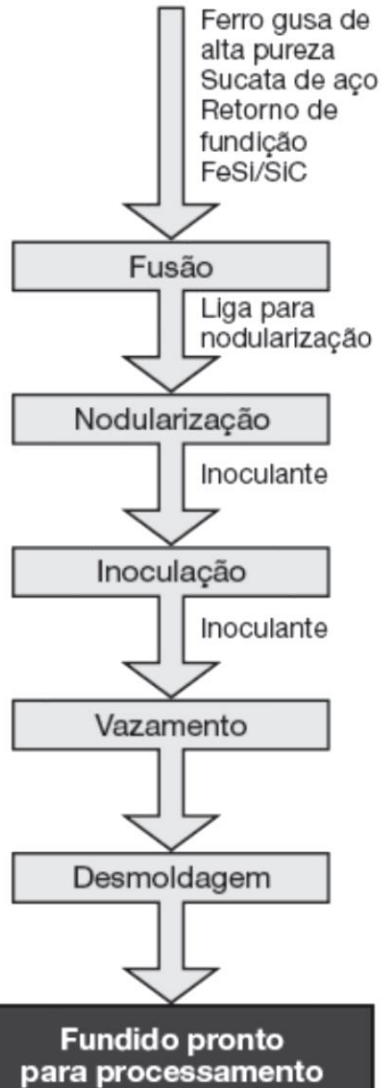 Ferro gusa de
alta pureza
Sucata de aço
Retorno de
fundição
FeSi/SiC
Fusão
Liga para
nodularização
Nodularização
Inoculante
Inoculação
Inoculante
Vazamento
Desmoldagem
Fundido pronto
para processamento